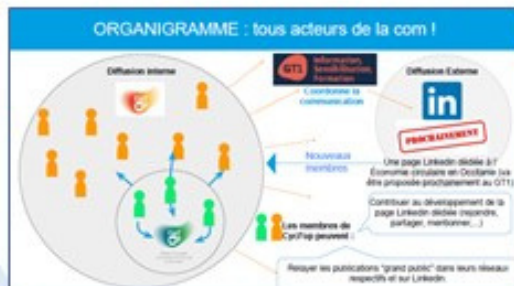 ORGANIGRAMME : tous acteurs de la com !
Diffusion interne
GT1
Information,
Sensibilisation,
Formation
Coordonne la
communication
Diffusion Externe
in
PROCHAINEMENT
Nouveaux
membres
Une page Linkedin dédiée à l'
Économie circulaire en Occitanie (va
être proposée prochainement au GT1)
Les membres de
peuvent :
Contribuer au développement de la
page Linkedin dédiée (reprendre,
partager, mentionner,...)
Relayer les publications "grand public" dans leurs réseaux
respectifs et sur Linkedin.